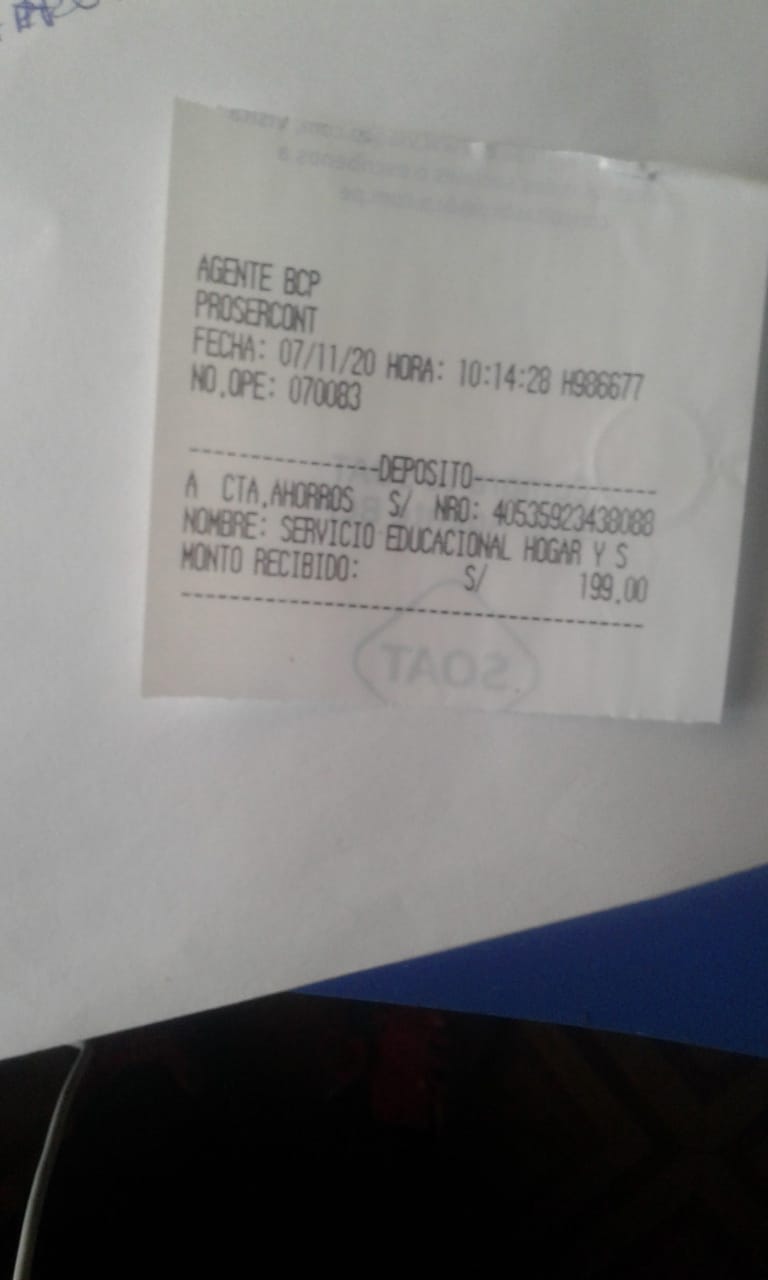 AGENTE BCP
PROSERCONT
FECHA: 07/11/20 HORA: 10:14:28 H986677
NO.OPE: 070083
----------------DEPOSITO----------------
A CTA.AHORROS S/ NRO: 40535923438088
NOMBRE: SERVICIO EDUCACIONAL HOGAR Y S
MONTO RECIBIDO: S/ 199.00
----------------------------------------
SOAT